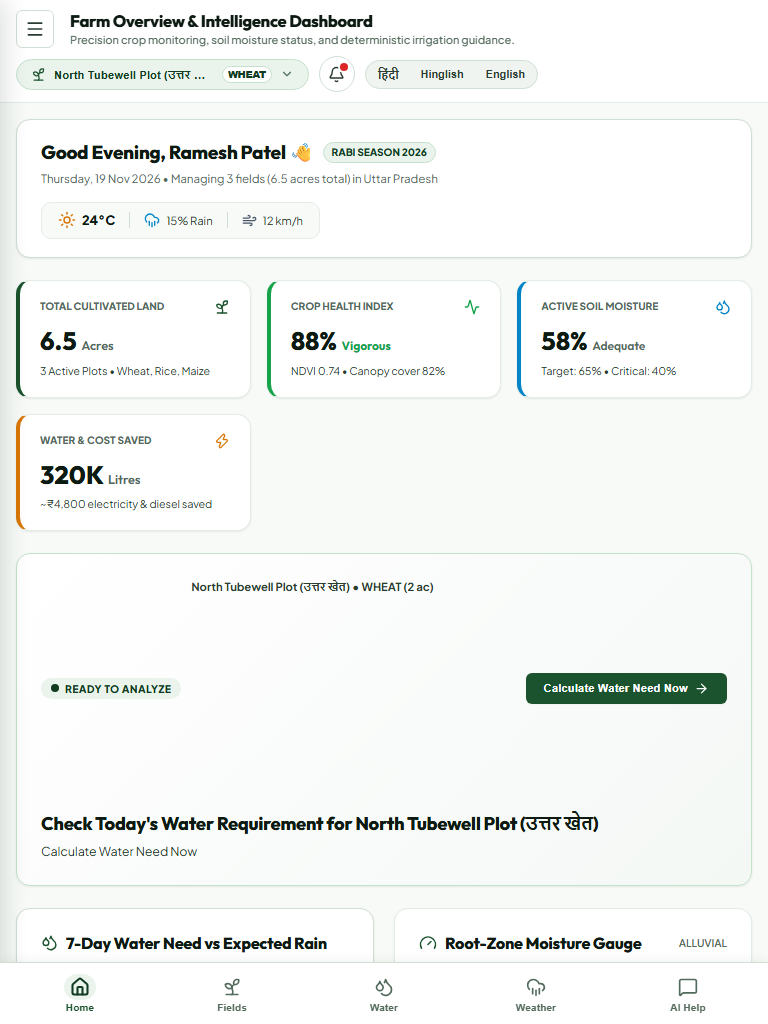 Farm Overview & Intelligence Dashboard
Precision crop monitoring, soil moisture status, and deterministic irrigation guidance.
North Tubewell Plot (उत्तर ... WHEAT
हिंदी Hinglish English
Good Evening, Ramesh Patel 👋 RABI SEASON 2026
Thursday, 19 Nov 2026 • Managing 3 fields (6.5 acres total) in Uttar Pradesh
24°C 15% Rain 12 km/h
TOTAL CULTIVATED LAND
6.5 Acres
3 Active Plots • Wheat, Rice, Maize
CROP HEALTH INDEX
88% Vigorous
NDVI 0.74 • Canopy cover 82%
ACTIVE SOIL MOISTURE
58% Adequate
Target: 65% • Critical: 40%
WATER & COST SAVED
320K Litres
~₹4,800 electricity & diesel saved
North Tubewell Plot (उत्तर खेत) • WHEAT (2 ac)
READY TO ANALYZE
Calculate Water Need Now →
Check Today's Water Requirement for North Tubewell Plot (उत्तर खेत)
Calculate Water Need Now
7-Day Water Need vs Expected Rain
Root-Zone Moisture Gauge ALLUVIAL
Home Fields Water Weather AI Help